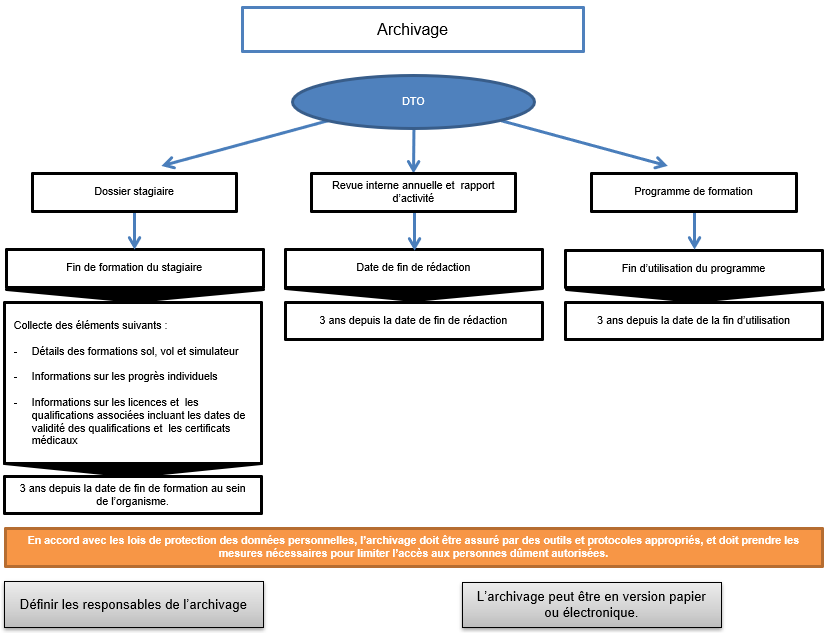 Archivage
DTO
Dossier stagiaire
Revue interne annuelle et rapport
d'activité
Programme de formation
Fin de formation du stagiaire
Date de fin de rédaction
Fin d'utilisation du programme
Collecte des éléments suivants :
- Détails des formations sol, vol et simulateur
- Informations sur les progrès individuels
- Informations sur les licences et les
qualifications associées incluant les dates de
validité des qualifications et les certificats
médicaux
3 ans depuis la date de fin de rédaction
3 ans depuis la date de la fin d'utilisation
3 ans depuis la date de fin de formation au sein
de l'organisme.
En accord avec les lois de protection des données personnelles, l'archivage doit être assuré par des outils et protocoles appropriés, et doit prendre les
mesures nécessaires pour limiter l'accès aux personnes dûment autorisées.
Définir les responsables de l'archivage
L'archivage peut être en version papier
ou électronique.